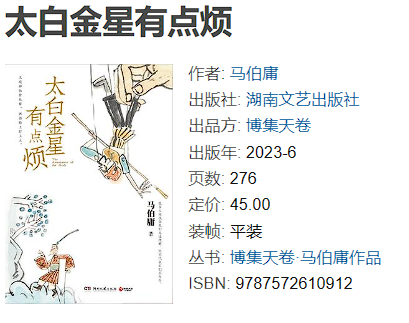 太白金星有点烦
太白金星
有点烦
马伯庸 著
作者: 马伯庸
出版社: 湖南文艺出版社
出品方: 博集天卷
出版年: 2023-6
页数: 276
定价: 45.00
装帧: 平装
丛书: 博集天卷·马伯庸作品
ISBN: 9787572610912